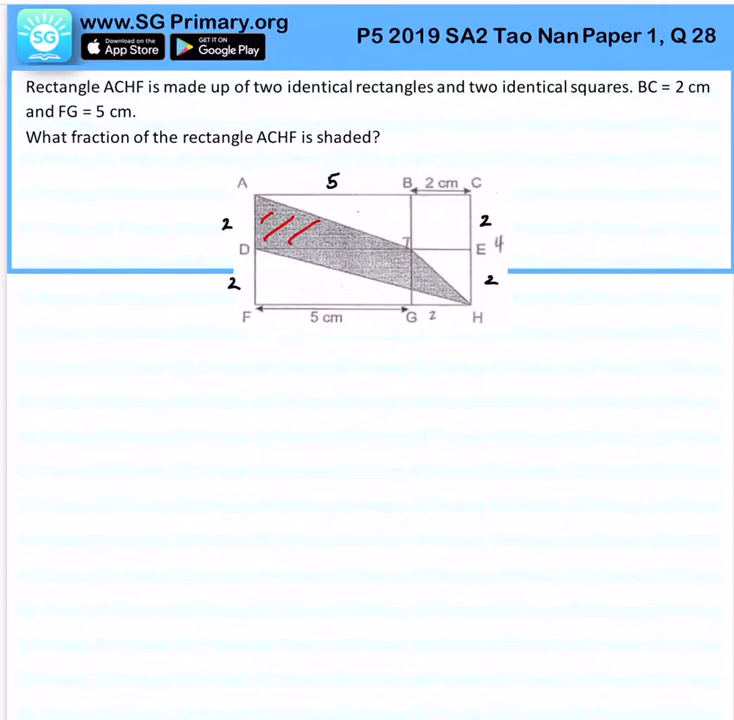 www.SG Primary.org
SG
Download on the
App Store
GET IT ON
Google Play
P5 2019 SA2 Tao Nan Paper 1, Q 28
Rectangle ACHF is made up of two identical rectangles and two identical squares. BC = 2 cm
and FG = 5 cm.
What fraction of the rectangle ACHF is shaded?
A 5 B 2 cm C
2 2
D I E 4
2 2
F 5 cm G 2 H